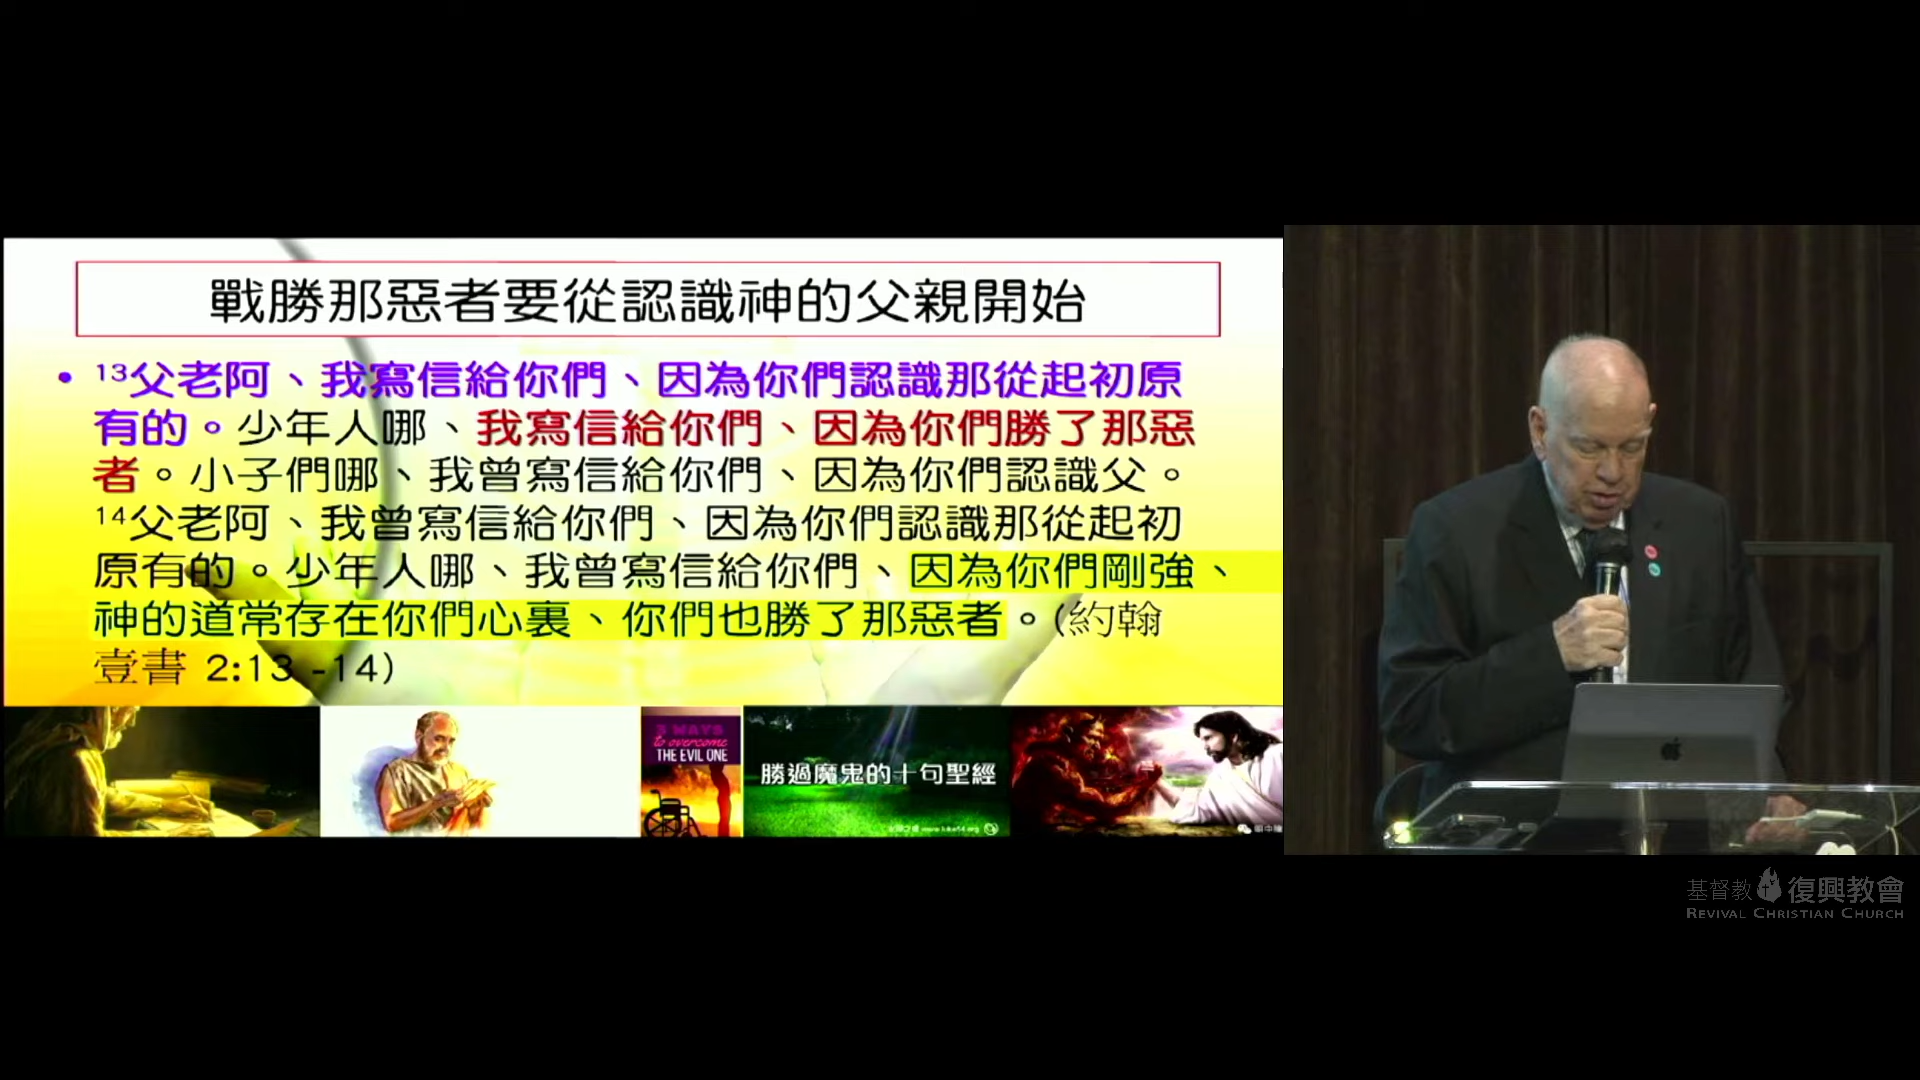 戰勝那惡者要從認識神的父親開始
• 13父老阿、我寫信給你們、因為你們認識那從起初原
有的。少年人哪、我寫信給你們、因為你們勝了那惡
者。小子們哪、我曾寫信給你們、因為你們認識父。
14父老阿、我曾寫信給你們、因為你們認識那從起初
原有的。少年人哪、我曾寫信給你們、因為你們剛強、
神的道常存在你們心裏、你們也勝了那惡者。(約翰
壹書 2:13 -14)
3 WAYS
to overcome
THE EVIL ONE
勝過魔鬼的十句聖經
基督教 復興教會
REVIVAL CHRISTIAN CHURCH